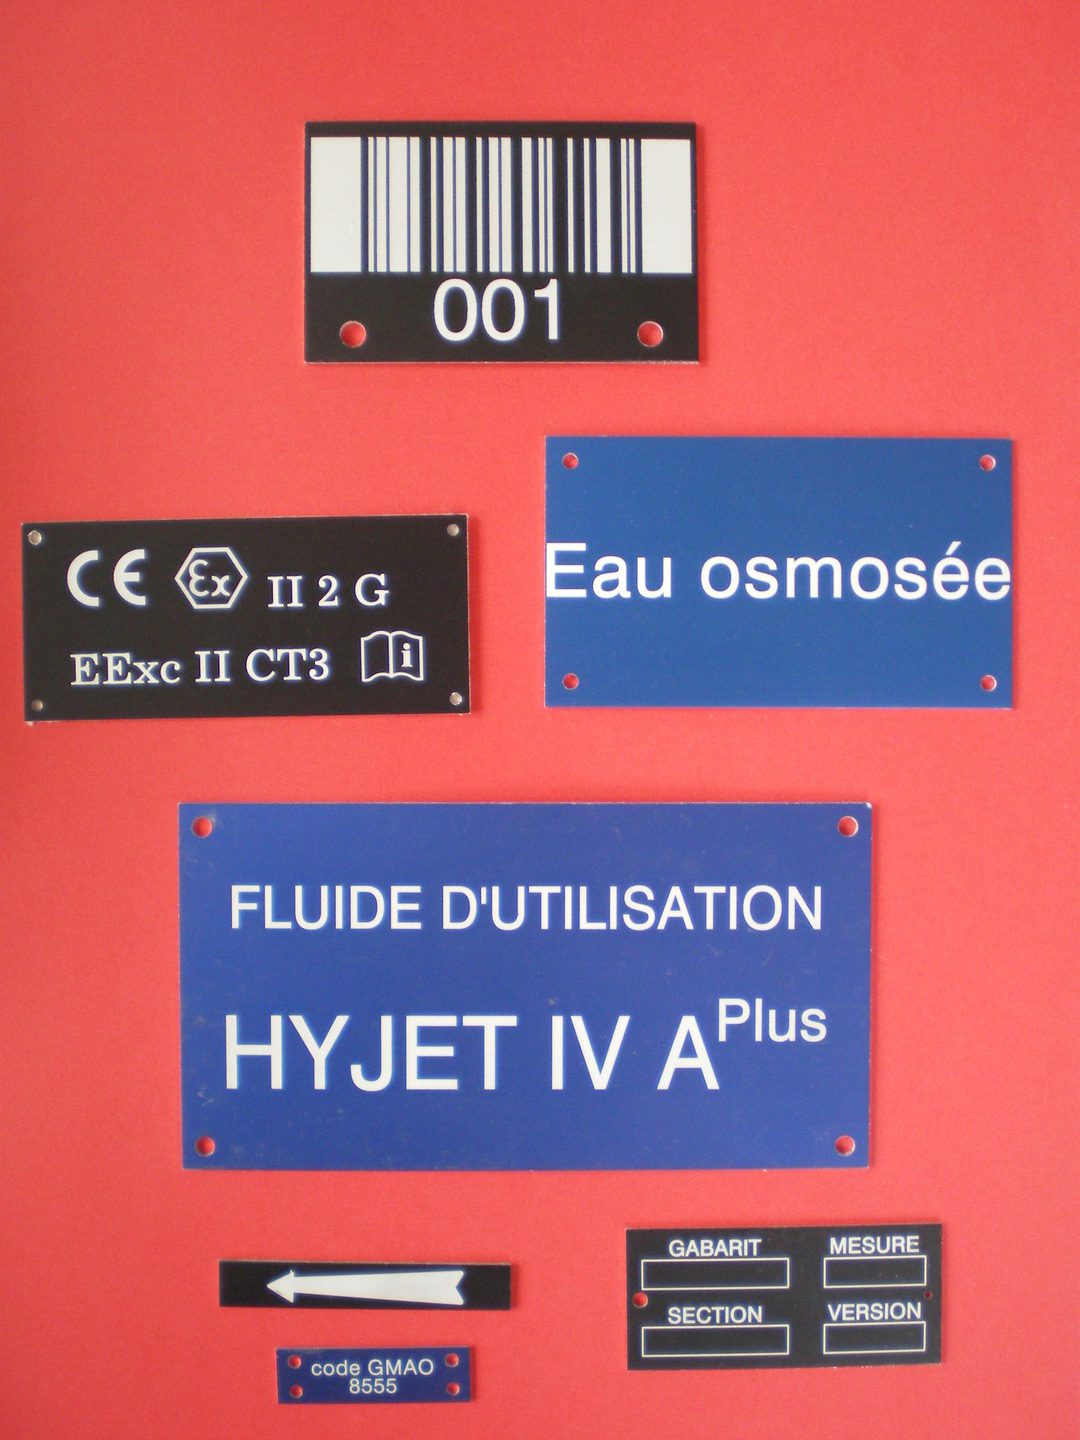 001
Eau osmosée
CE Ex II 2 G
EExc II CT3 i
FLUIDE D'UTILISATION
HYJET IV A Plus
GABARIT MESURE
SECTION VERSION
code GMAO
8555